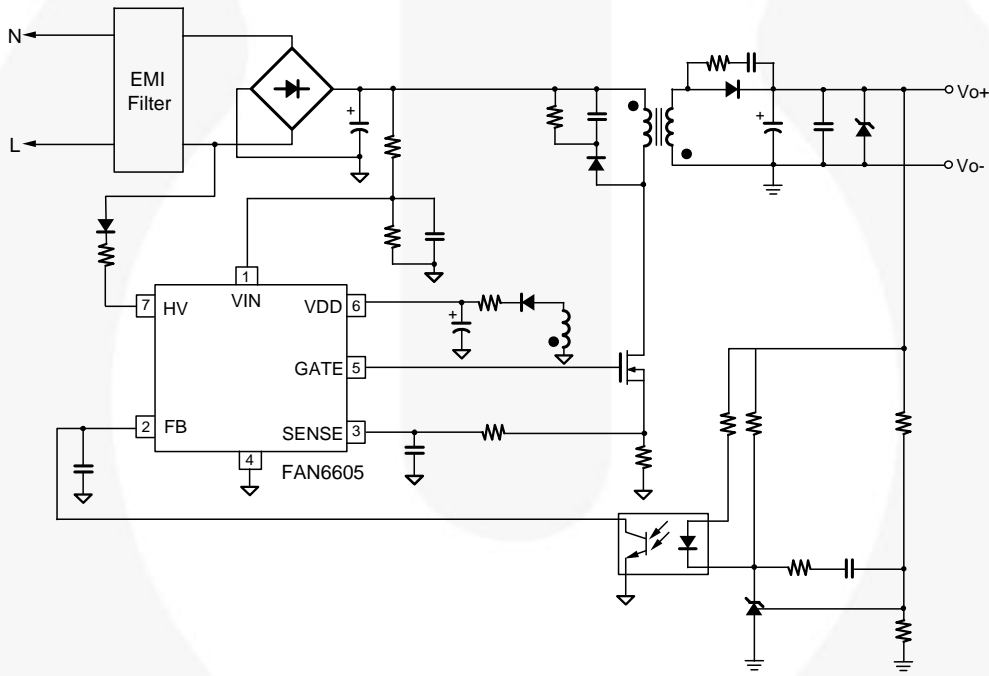 N
EMI
Filter
L
+
+
Vo+
Vo-
1
VIN
7
HV
VDD
6
+
GATE
5
2
FB
SENSE
3
4
FAN6605